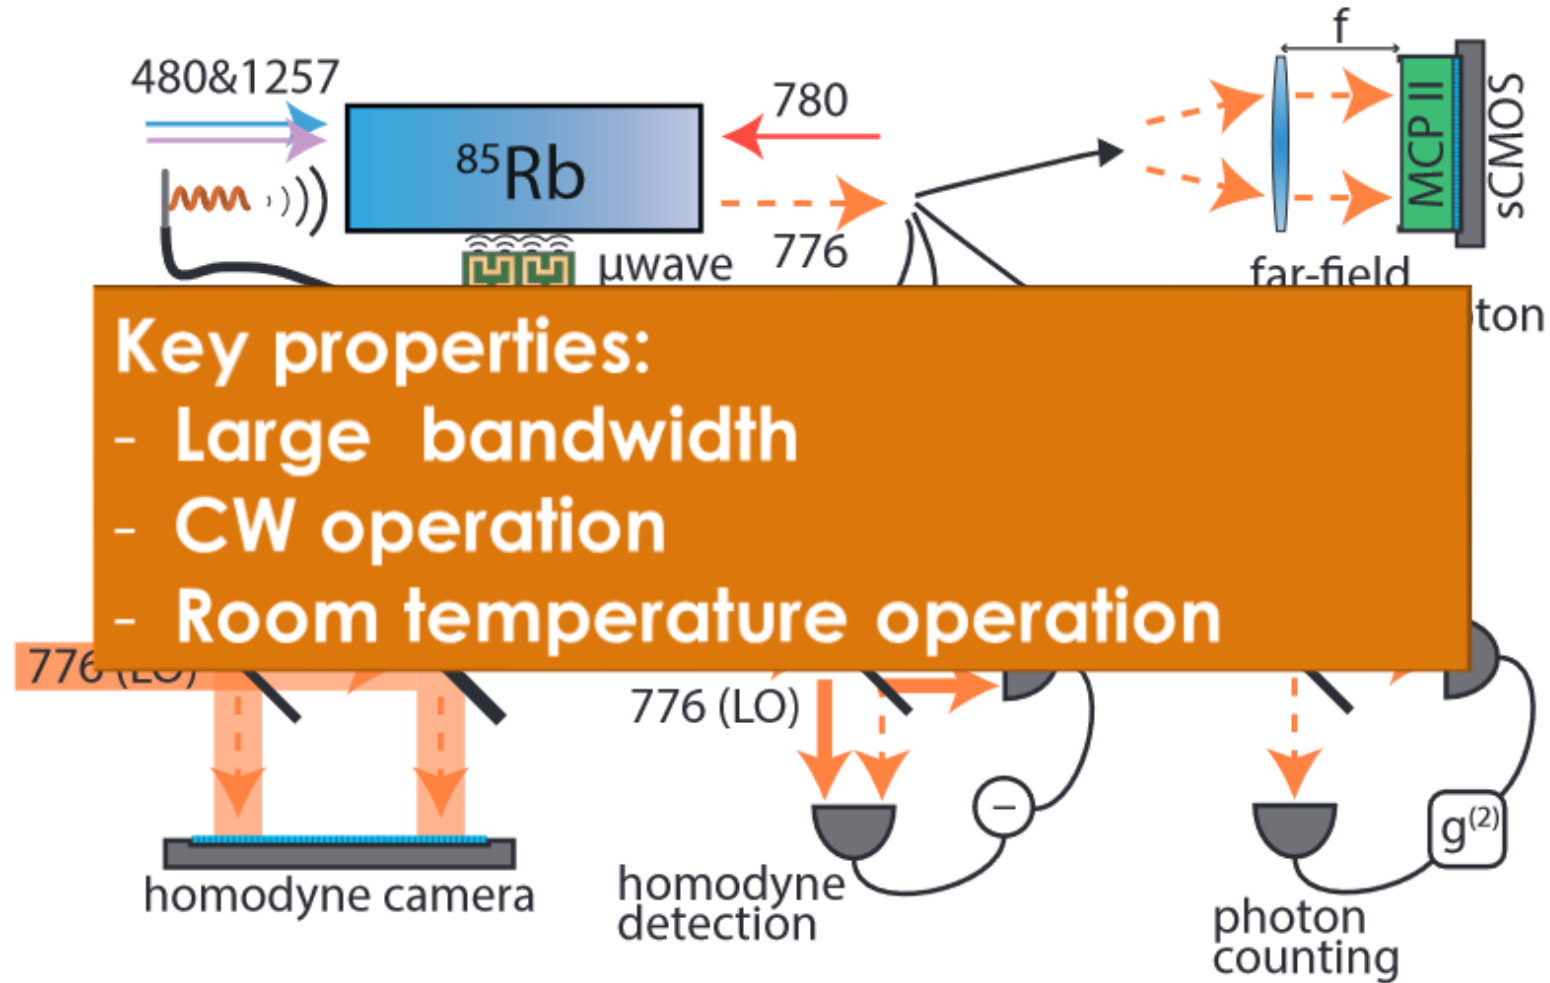 f
480&1257
780
⁸⁵Rb
MCP II
sCMOS
776
μwave
far-field
ton
Key properties:
- Large bandwidth
- CW operation
- Room temperature operation
776 (LO)
776 (LO)
−
g⁽²⁾
homodyne camera
homodyne
detection
photon
counting